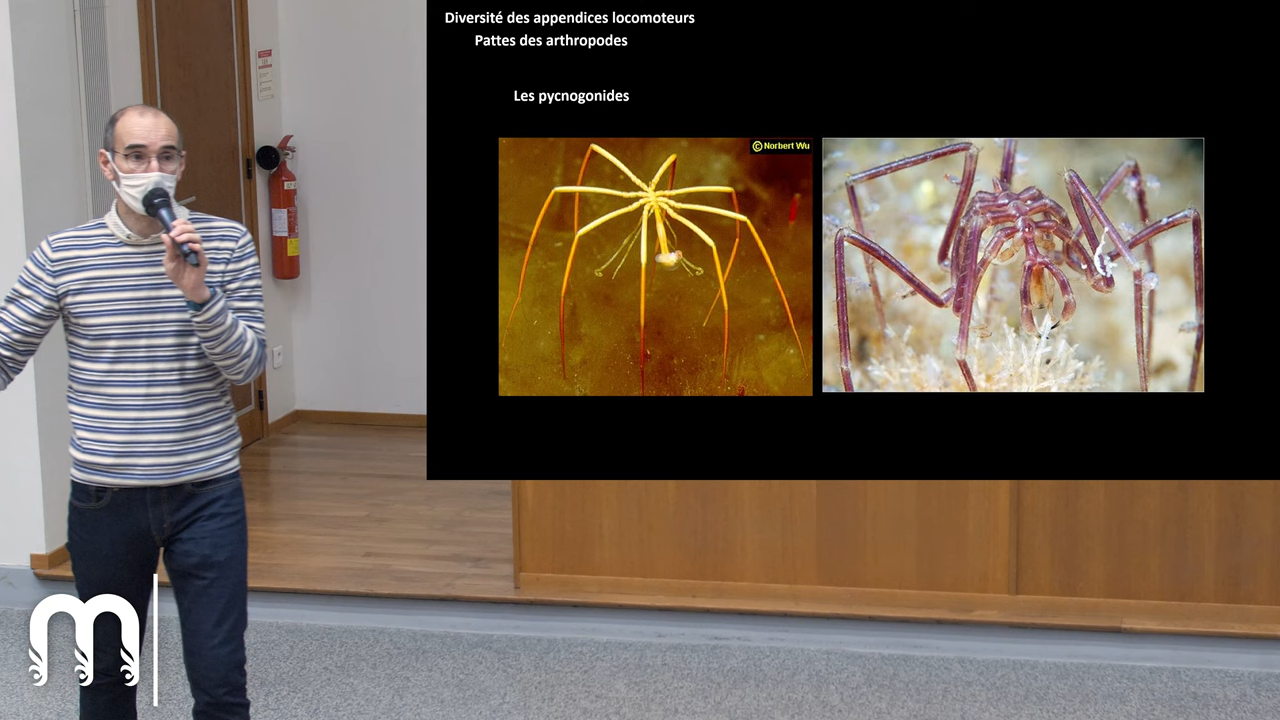 Diversité des appendices locomoteurs
Pattes des arthropodes
Les pycnogonides
© Norbert Wu
m